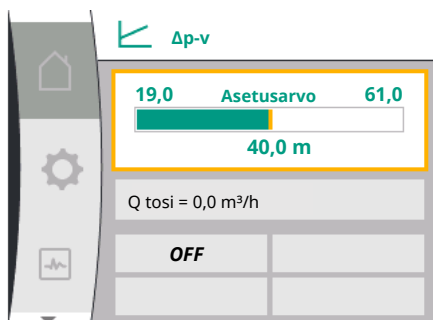 Δp-v
19,0 Asetusarvo 61,0
40,0 m
Q tosi = 0,0 m³/h
OFF